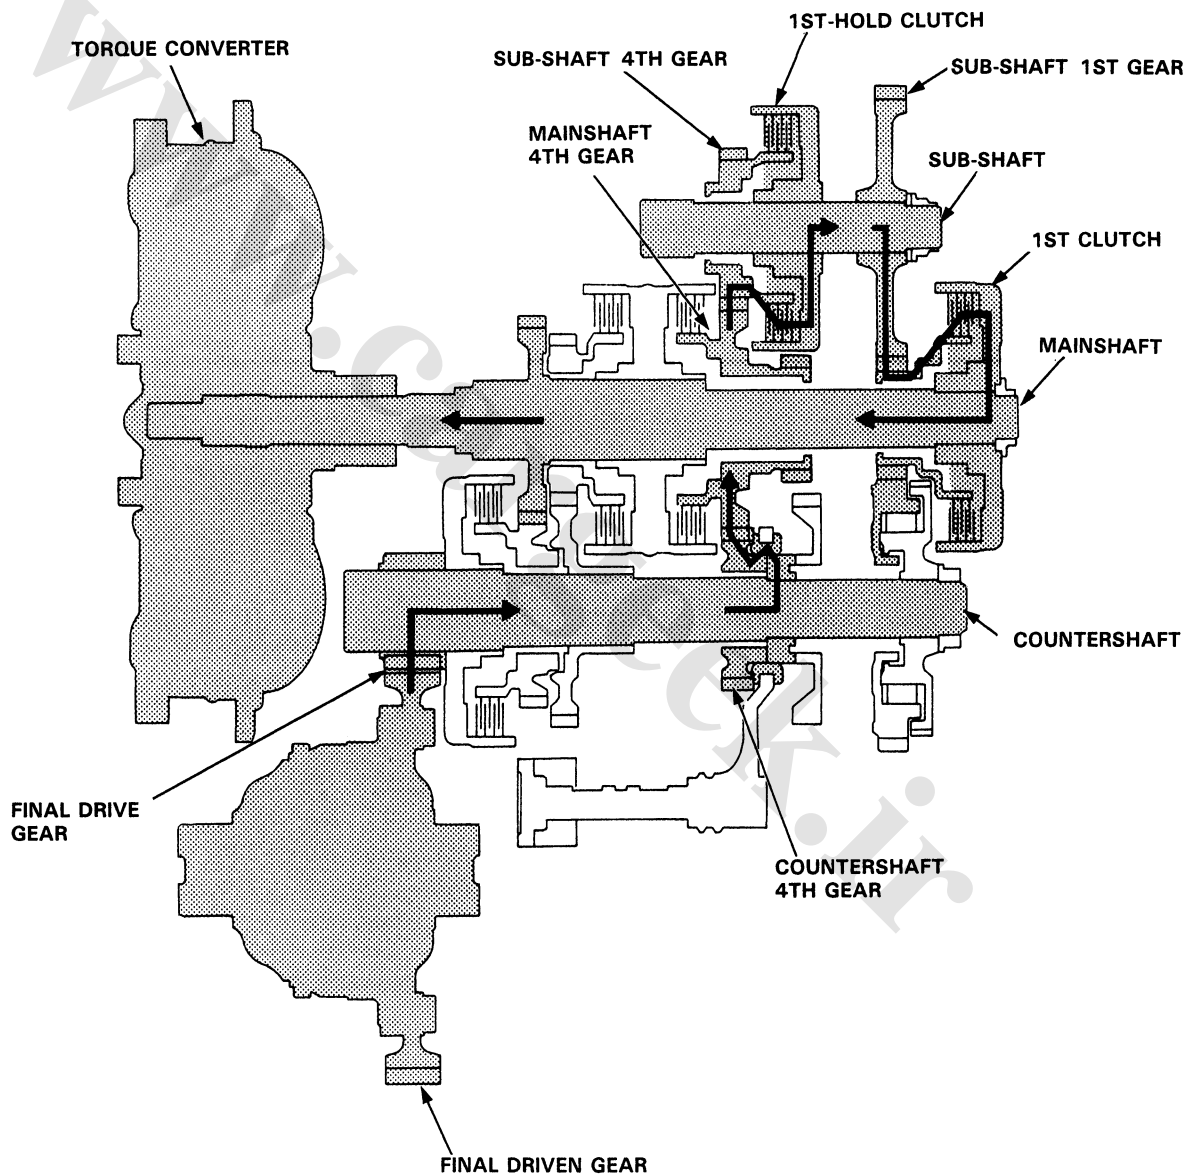 1ST-HOLD CLUTCH
TORQUE CONVERTER
SUB-SHAFT 4TH GEAR
SUB-SHAFT 1ST GEAR
MAINSHAFT
4TH GEAR
SUB-SHAFT
1ST CLUTCH
MAINSHAFT
COUNTERSHAFT
FINAL DRIVE
GEAR
COUNTERSHAFT
4TH GEAR
FINAL DRIVEN GEAR